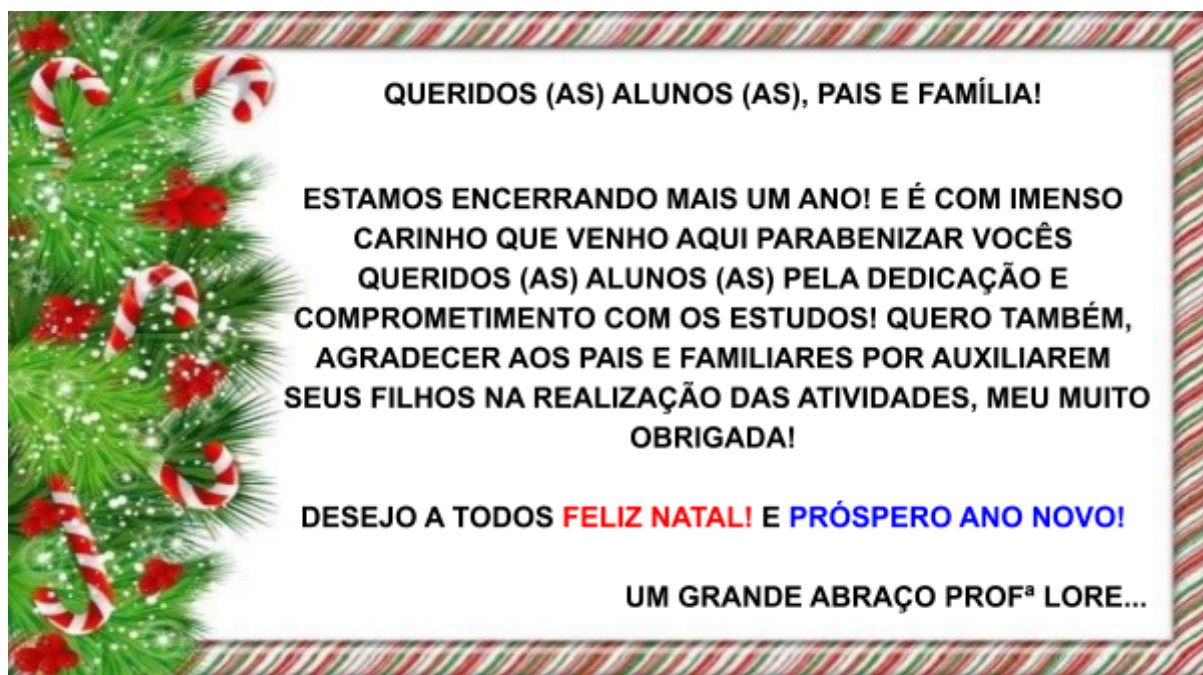 QUERIDOS (AS) ALUNOS (AS), PAIS E FAMÍLIA!
ESTAMOS ENCERRANDO MAIS UM ANO! E É COM IMENSO
CARINHO QUE VENHO AQUI PARABENIZAR VOCÊS
QUERIDOS (AS) ALUNOS (AS) PELA DEDICAÇÃO E
COMPROMETIMENTO COM OS ESTUDOS! QUERO TAMBÉM,
AGRADECER AOS PAIS E FAMILIARES POR AUXILIAREM
SEUS FILHOS NA REALIZAÇÃO DAS ATIVIDADES, MEU MUITO
OBRIGADA!
DESEJO A TODOS FELIZ NATAL! E PRÓSPERO ANO NOVO!
UM GRANDE ABRAÇO PROFª LORE...